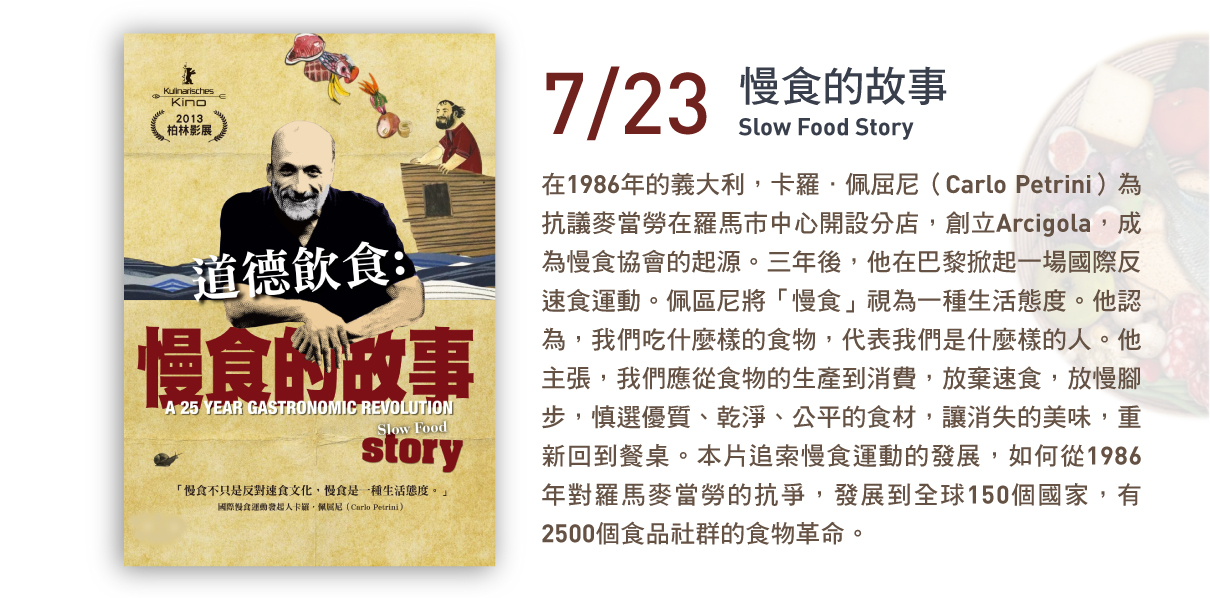 Kulinarisches
Kino
2013
柏林影展
道德飲食:
慢食的故事
A 25 YEAR GASTRONOMIC REVOLUTION
Slow Food
story
「慢食不只是反對速食文化，慢食是一種生活態度。」
國際慢食運動發起人卡羅．佩屈尼（Carlo Petrini）
7/23
慢食的故事
Slow Food Story
在1986年的義大利，卡羅．佩屈尼（Carlo Petrini）為
抗議麥當勞在羅馬市中心開設分店，創立Arcigola，成
為慢食協會的起源。三年後，他在巴黎掀起一場國際反
速食運動。佩區尼將「慢食」視為一種生活態度。他認
為，我們吃什麼樣的食物，代表我們是什麼樣的人。他
主張，我們應從食物的生產到消費，放棄速食，放慢腳
步，慎選優質、乾淨、公平的食材，讓消失的美味，重
新回到餐桌。本片追索慢食運動的發展，如何從1986
年對羅馬麥當勞的抗爭，發展到全球150個國家，有
2500個食品社群的食物革命。